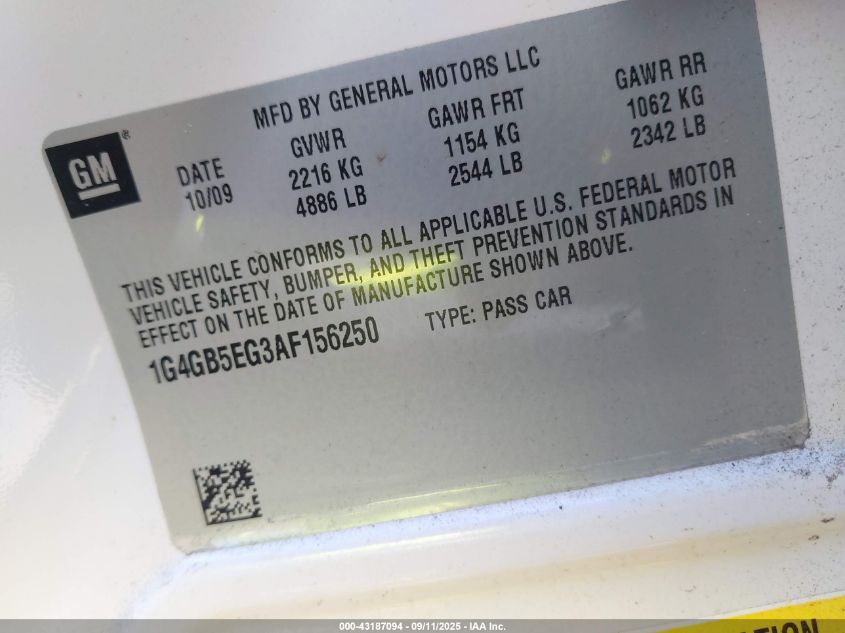 MFD BY GENERAL MOTORS LLC
GM®
DATE GVWR GAWR FRT GAWR RR
10/09 2216 KG 1154 KG 1062 KG
4886 LB 2544 LB 2342 LB
THIS VEHICLE CONFORMS TO ALL APPLICABLE U.S. FEDERAL MOTOR
VEHICLE SAFETY, BUMPER, AND THEFT PREVENTION STANDARDS IN
EFFECT ON THE DATE OF MANUFACTURE SHOWN ABOVE.
1G4GB5EG3AF156250 TYPE: PASS CAR
000-43187094 - 09/11/2025 - IAA Inc.